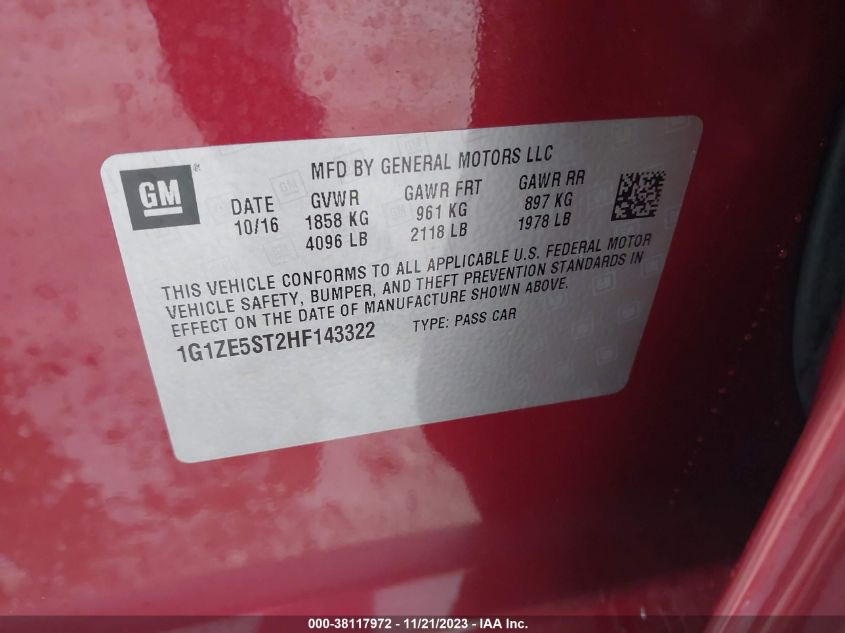 MFD BY GENERAL MOTORS LLC
GM®
DATE GVWR GAWR FRT GAWR RR
10/16 1858 KG 961 KG 897 KG
4096 LB 2118 LB 1978 LB
THIS VEHICLE CONFORMS TO ALL APPLICABLE U.S. FEDERAL MOTOR
VEHICLE SAFETY, BUMPER, AND THEFT PREVENTION STANDARDS IN
EFFECT ON THE DATE OF MANUFACTURE SHOWN ABOVE.
1G1ZE5ST2HF143322 TYPE: PASS CAR
000-38117972 - 11/21/2023 - IAA Inc.